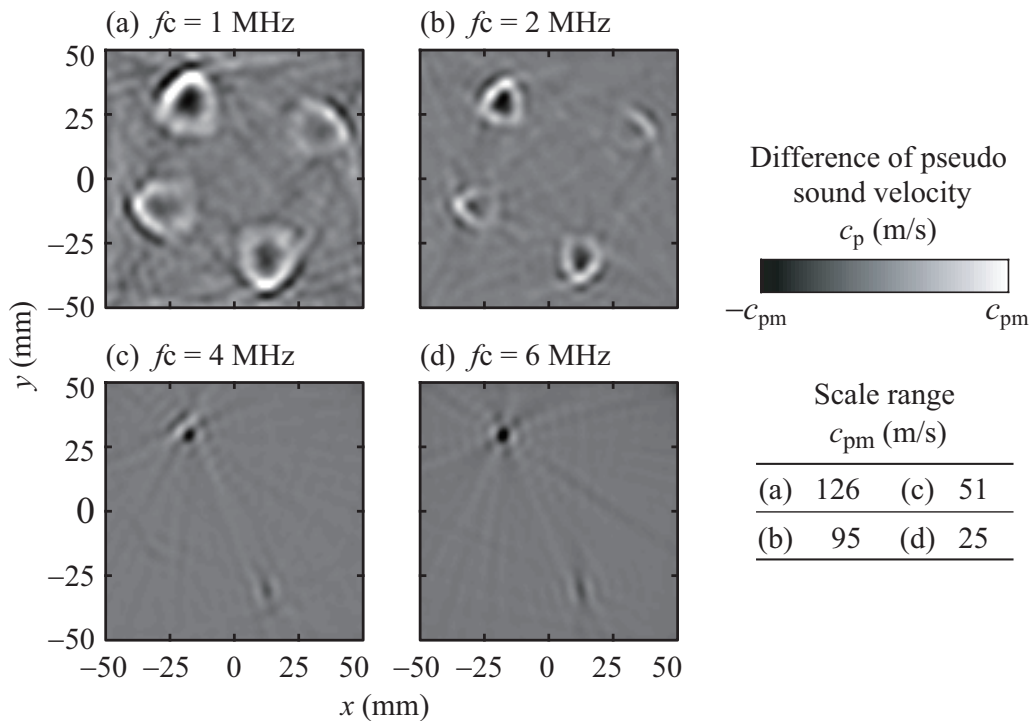 (a) fc = 1 MHz
(b) fc = 2 MHz
50
25
0
−25
−50
y (mm)
(c) fc = 4 MHz
(d) fc = 6 MHz
50
25
0
−25
−50
−50 −25 0 25 50
−50 −25 0 25 50
x (mm)
Difference of pseudo
sound velocity
cp (m/s)
−cpm cpm
Scale range
cpm (m/s)
(a) 126 (c) 51
(b) 95 (d) 25